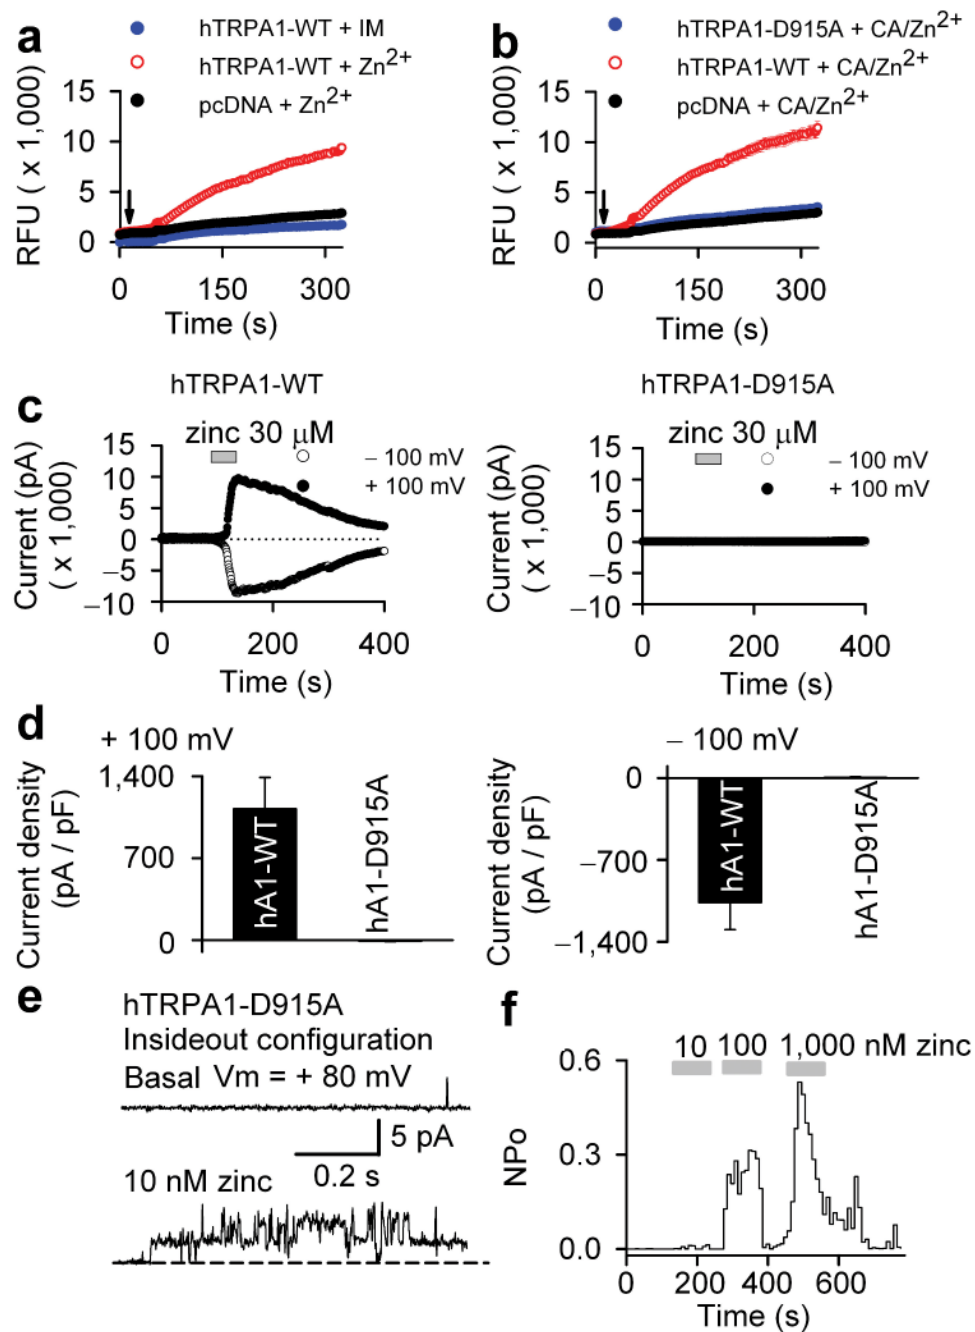 a
hTRPA1-WT + IM
hTRPA1-WT + Zn²⁺
pcDNA + Zn²⁺
RFU ( x 1,000)
15
10
5
0
0 150 300
Time (s)
b
hTRPA1-D915A + CA/Zn²⁺
hTRPA1-WT + CA/Zn²⁺
pcDNA + CA/Zn²⁺
RFU ( x 1,000)
15
10
5
0
0 150 300
Time (s)
c
hTRPA1-WT
zinc 30 μM
− 100 mV
+ 100 mV
Current (pA)
( x 1,000)
15
10
5
0
−5
−10
0 200 400
Time (s)
hTRPA1-D915A
zinc 30 μM
− 100 mV
+ 100 mV
Current (pA)
( x 1,000)
15
10
5
0
−5
−10
0 200 400
Time (s)
d
+ 100 mV
Current density
(pA / pF)
1,400
700
0
hA1-WT
hA1-D915A
− 100 mV
Current density
(pA / pF)
0
−700
−1,400
hA1-WT
hA1-D915A
e
hTRPA1-D915A
Insideout configuration
Basal Vm = + 80 mV
5 pA
0.2 s
10 nM zinc
f
10 100 1,000 nM zinc
NPo
0.6
0.3
0.0
0 200 400 600
Time (s)